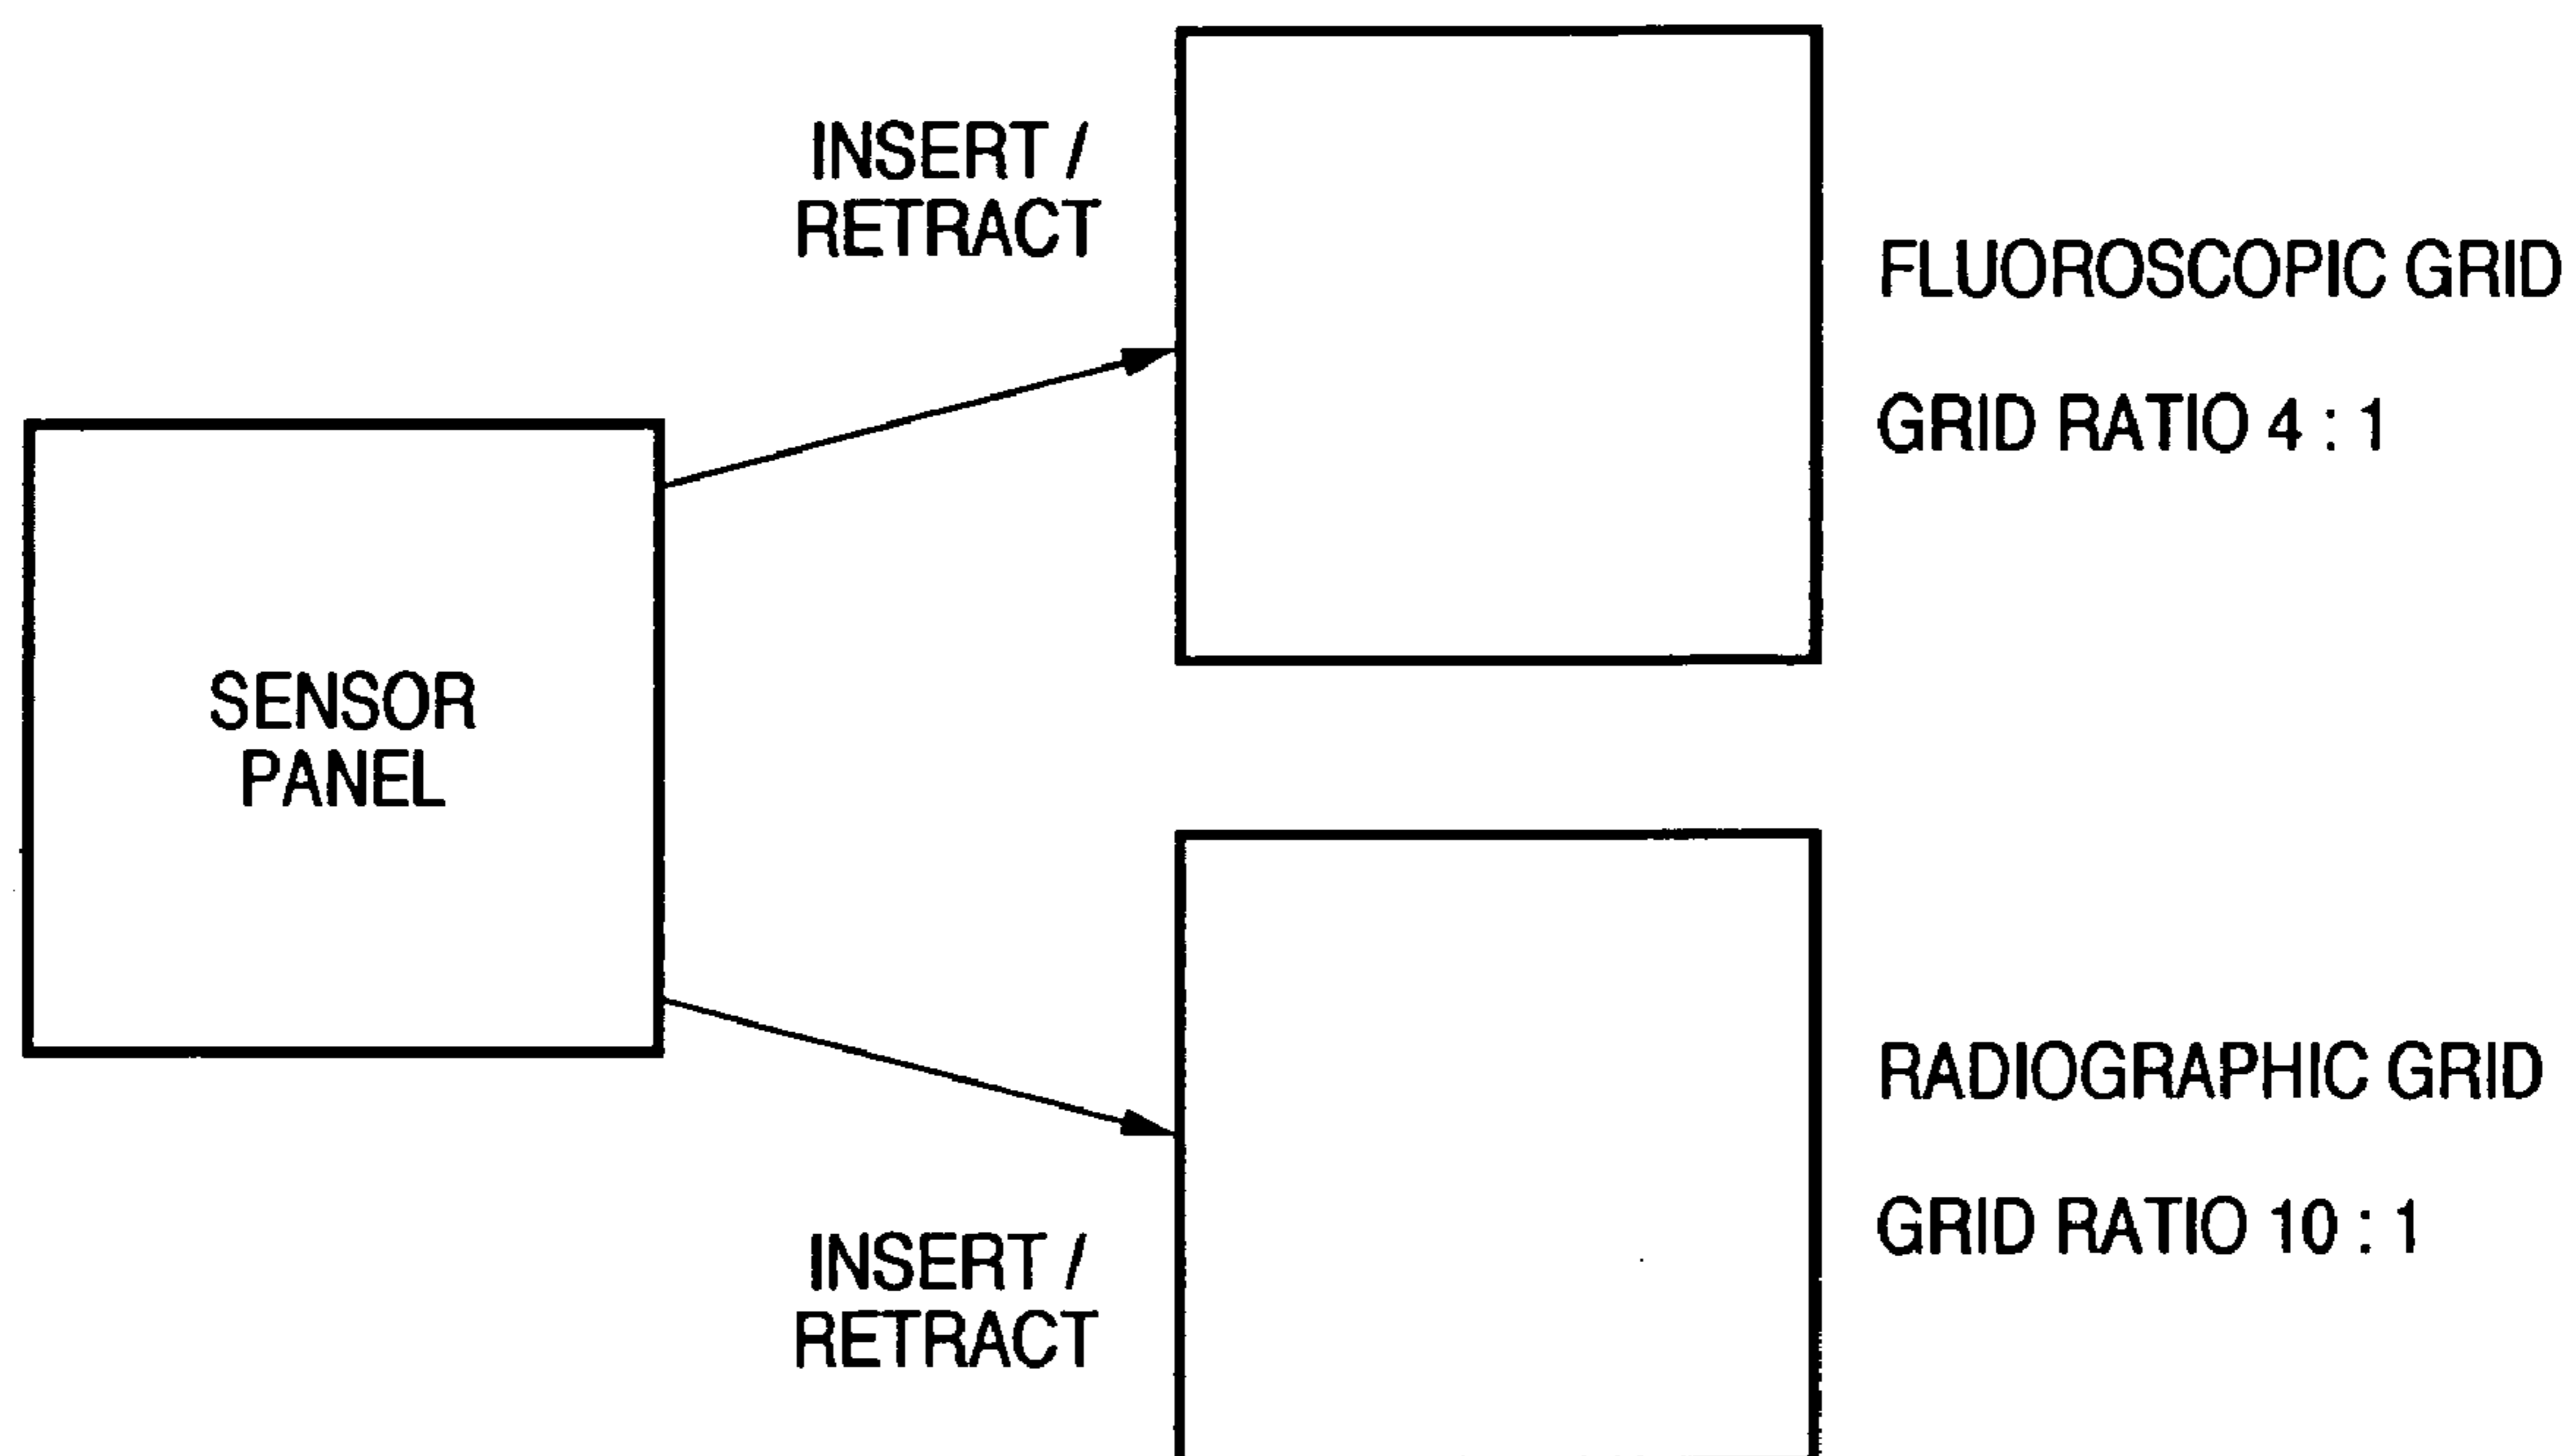 INSERT /
RETRACT
FLUOROSCOPIC GRID
GRID RATIO 4 : 1
SENSOR
PANEL
RADIOGRAPHIC GRID
GRID RATIO 10 : 1
INSERT /
RETRACT